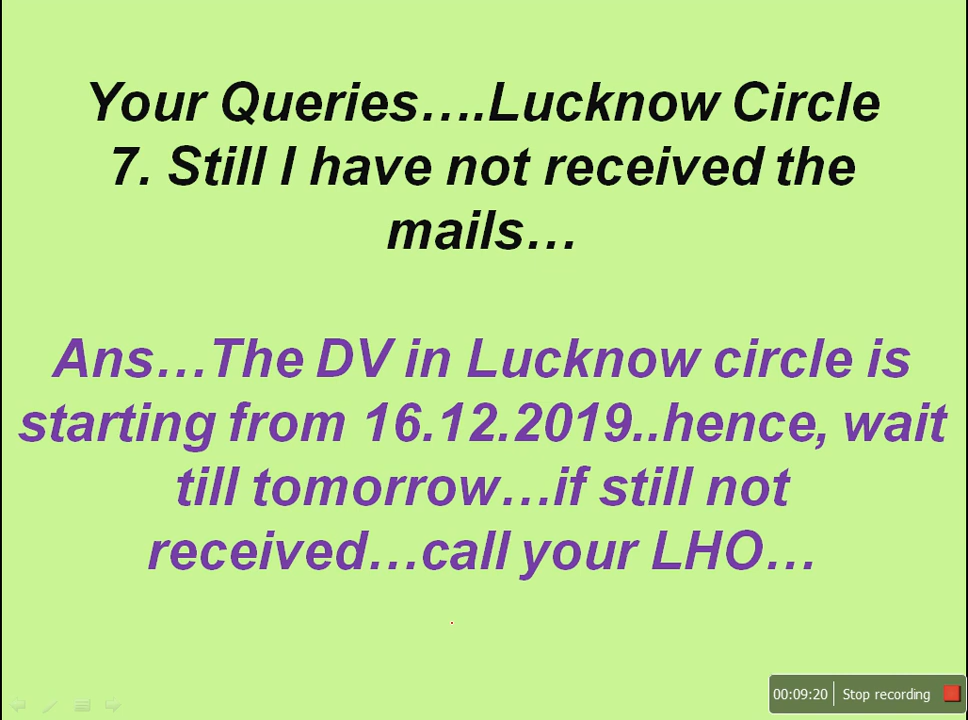 Your Queries….Lucknow Circle
7. Still I have not received the
mails…
Ans…The DV in Lucknow circle is
starting from 16.12.2019..hence, wait
till tomorrow…if still not
received…call your LHO…
00:09:20 Stop recording